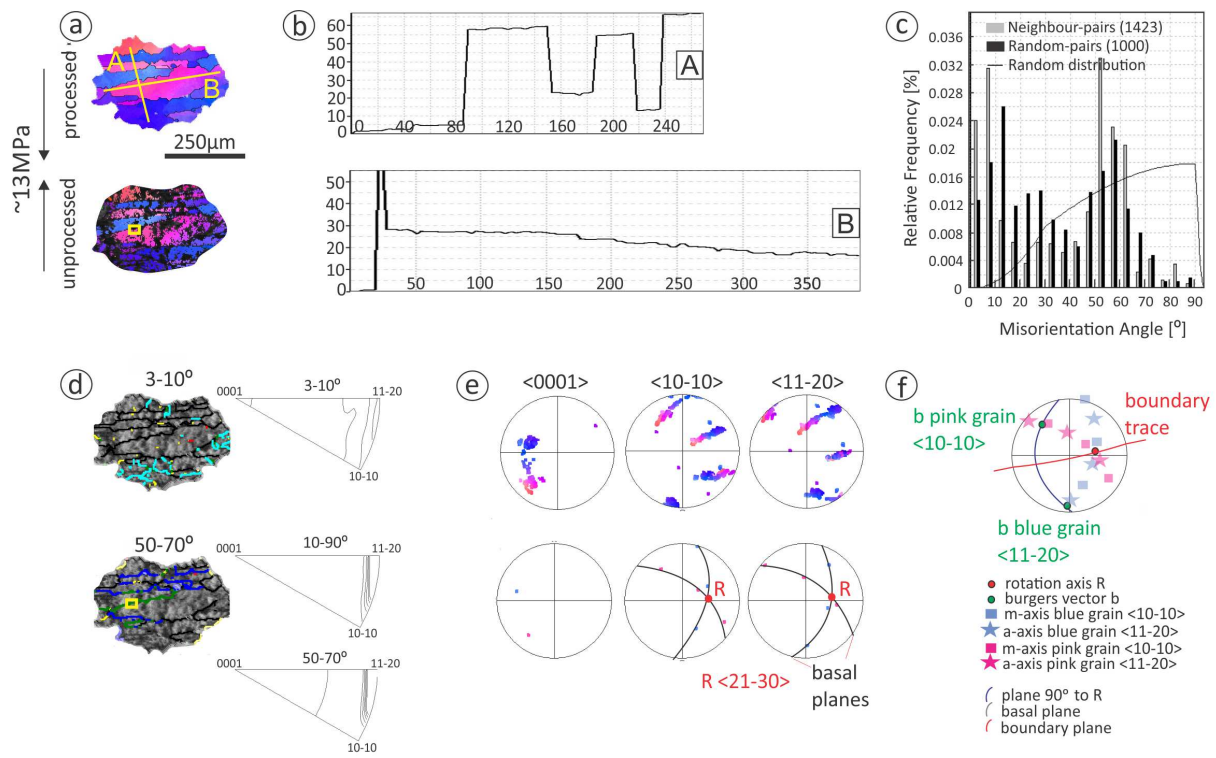 a
processed
unprocessed
~13MPa
A
B
250µm
b
60
50
40
30
20
10
0
0
40
80
120
160
200
240
A
50
40
30
20
10
0
50
100
150
200
250
300
350
B
c
Neighbour-pairs (1423)
Random-pairs (1000)
Random distribution
Relative Frequency [%]
0.036
0.032
0.028
0.024
0.020
0.016
0.012
0.008
0.004
0
0
10
20
30
40
50
60
70
80
90
Misorientation Angle [º]
d
3-10º
0001
3-10º
11-20
10-10
50-70º
0001
10-90º
11-20
10-10
0001
50-70º
11-20
10-10
e
<0001>
<10-10>
<11-20>
R
R
R <21-30>
basal
planes
f
b pink grain
<10-10>
boundary
trace
b blue grain
<11-20>
rotation axis R
burgers vector b
m-axis blue grain <10-10>
a-axis blue grain <11-20>
m-axis pink grain <10-10>
a-axis pink grain <11-20>
plane 90° to R
basal plane
boundary plane